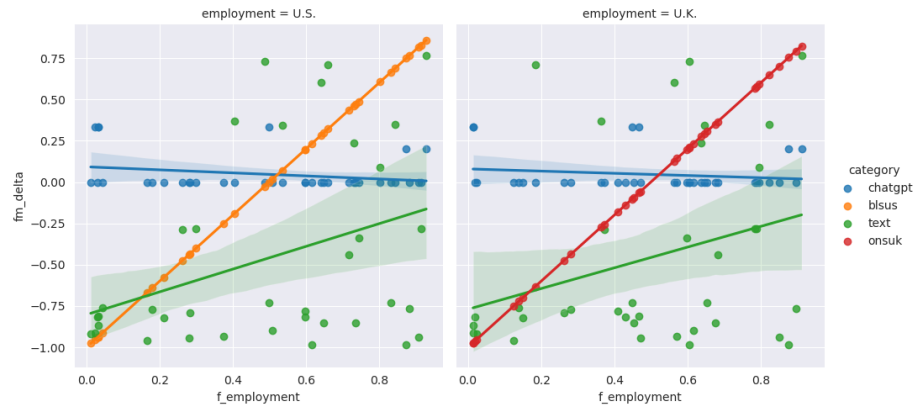 employment = U.S.
employment = U.K.
fm_delta
0.75
0.50
0.25
0.00
−0.25
−0.50
−0.75
−1.00
0.0 0.2 0.4 0.6 0.8
0.0 0.2 0.4 0.6 0.8
f_employment
f_employment
category
chatgpt
blsus
text
onsuk